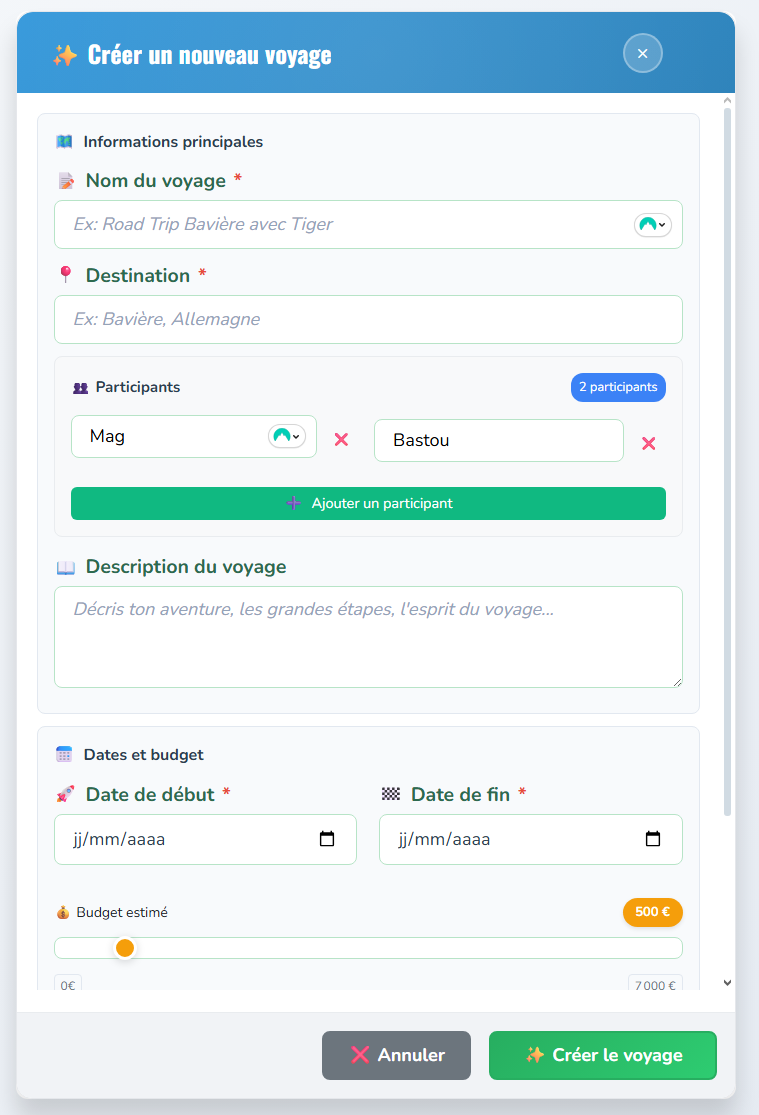 Créer un nouveau voyage
Informations principales
Nom du voyage *
Ex: Road Trip Bavière avec Tiger
Destination *
Ex: Bavière, Allemagne
Participants
2 participants
Mag
Bastou
Ajouter un participant
Description du voyage
Décris ton aventure, les grandes étapes, l'esprit du voyage...
Dates et budget
Date de début *
Date de fin *
jj/mm/aaaa
jj/mm/aaaa
Budget estimé
500 €
0€
7 000 €
Annuler
Créer le voyage